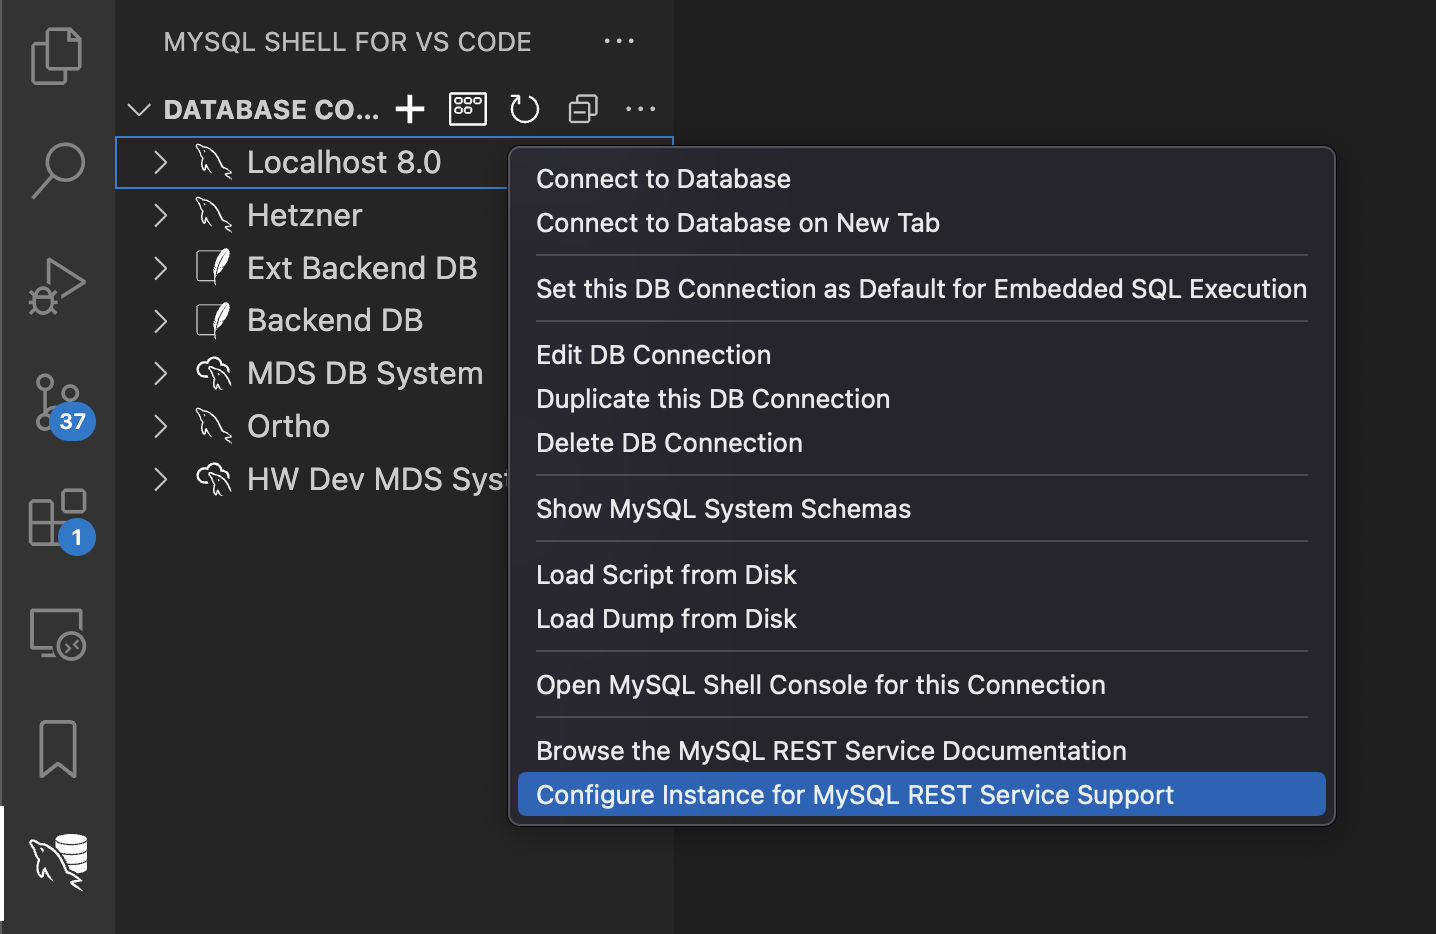 MYSQL SHELL FOR VS CODE ...
DATABASE CO... ...
Localhost 8.0
Hetzner
Ext Backend DB
Backend DB
MDS DB System
Ortho
HW Dev MDS Syst
37
1
Connect to Database
Connect to Database on New Tab
Set this DB Connection as Default for Embedded SQL Execution
Edit DB Connection
Duplicate this DB Connection
Delete DB Connection
Show MySQL System Schemas
Load Script from Disk
Load Dump from Disk
Open MySQL Shell Console for this Connection
Browse the MySQL REST Service Documentation
Configure Instance for MySQL REST Service Support